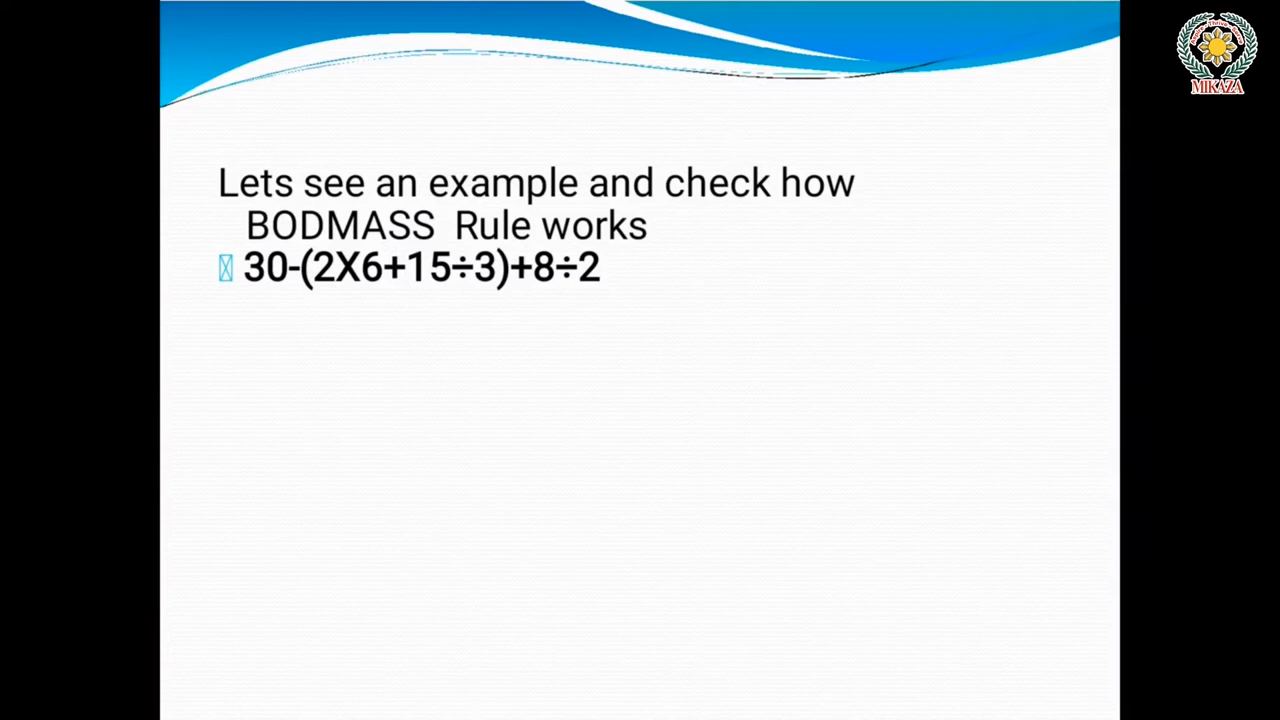 Lets see an example and check how
BODMASS Rule works
30-(2X6+15÷3)+8÷2
MIKAZA